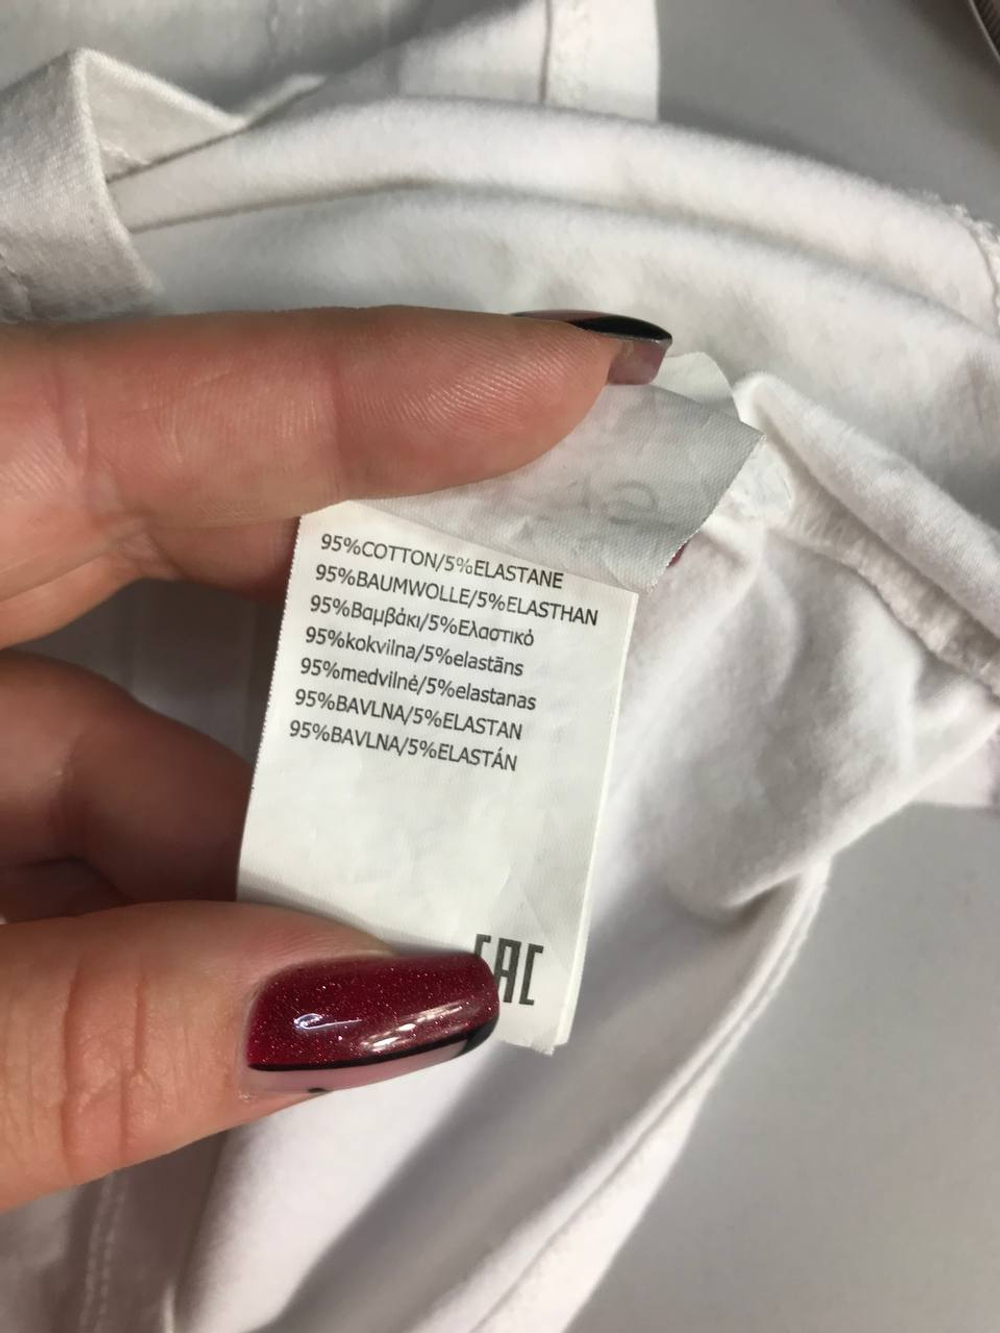 95%COTTON/5%ELASTANE
95%BAUMWOLLE/5%ELASTHAN
95%Βαμβάκι/5%Ελαστικό
95%kokvilna/5%elastāns
95%medvilnė/5%elastanas
95%BAVLNA/5%ELASTAN
95%BAVLNA/5%ELASTÁN
EAC